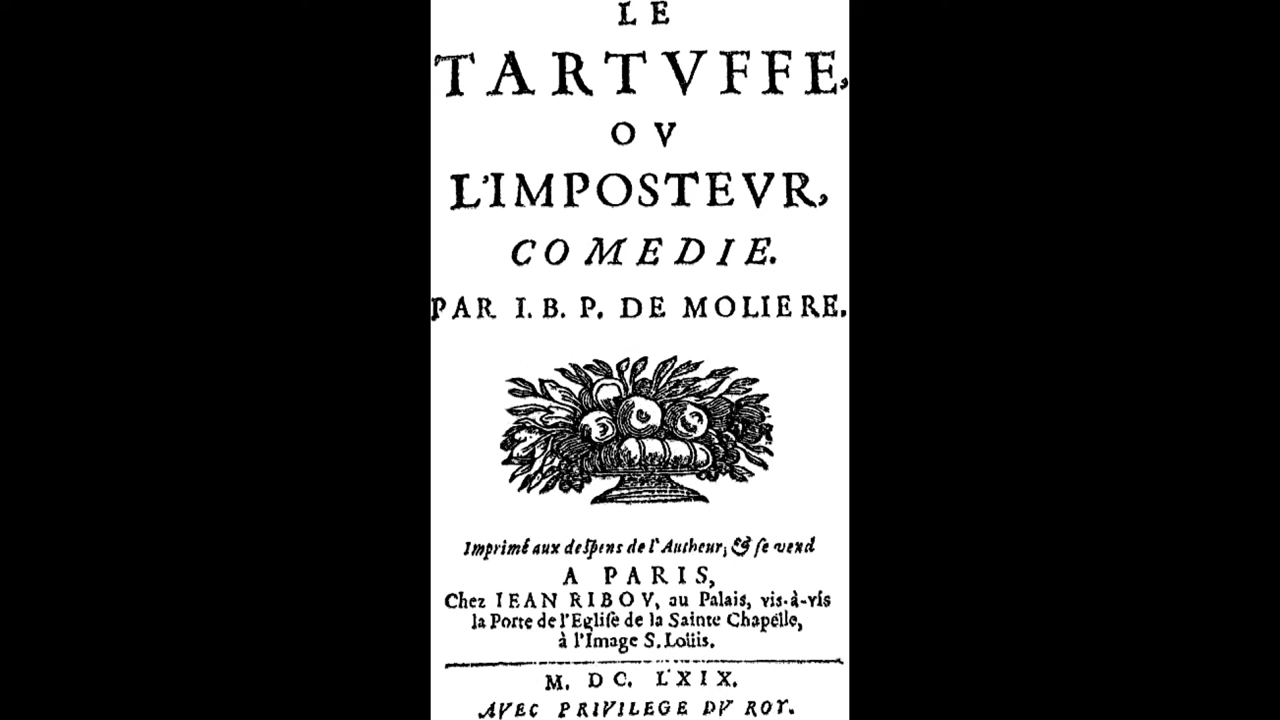 LE
TARTVFFE,
OV
L'IMPOSTEVR,
COMEDIE.
PAR I. B. P. DE MOLIERE.
Imprimé aux deſpens de l'Autheur; & ſe vend
A PARIS,
Chez IEAN RIBOV, au Palais, vis-à-vis
la Porte de l'Egliſe de la Sainte Chapelle,
à l'Image S. Loüis.
M. DC. LXIX.
AVEC PRIVILEGE DV ROY.